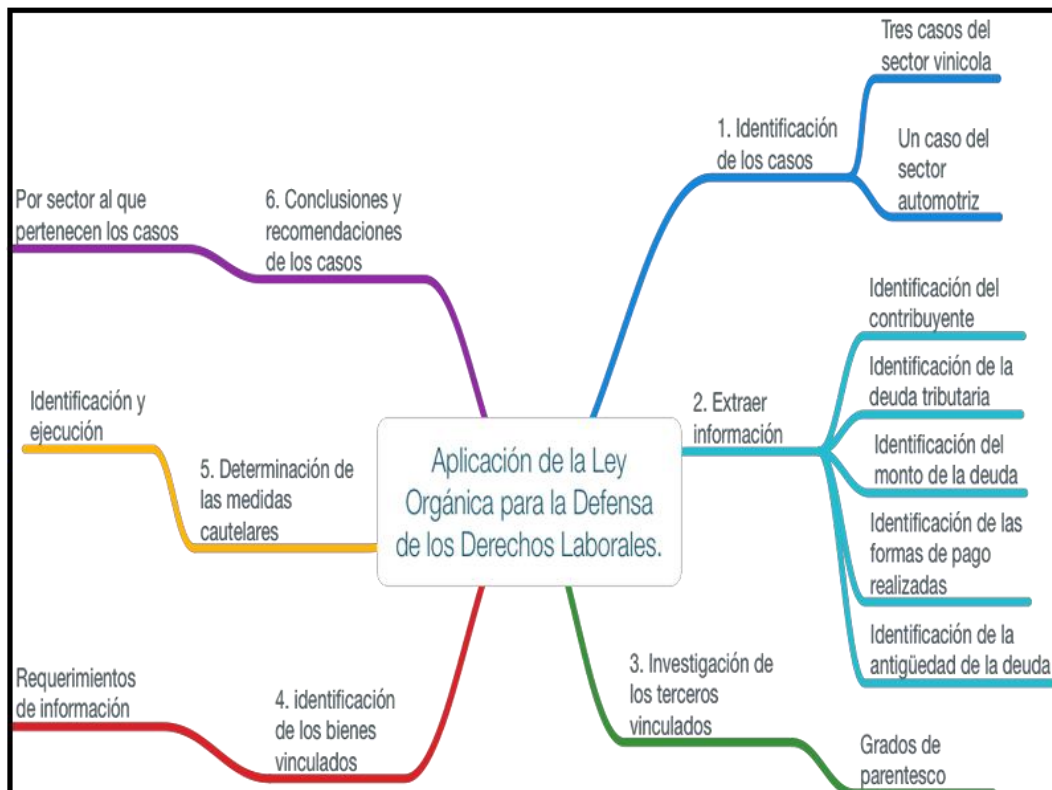 Aplicación de la Ley
Orgánica para la Defensa
de los Derechos Laborales.
1. Identificación
de los casos
Tres casos del
sector vinicola
Un caso del
sector
automotriz
2. Extraer
información
Identificación del
contribuyente
Identificación de la
deuda tributaria
Identificación del
monto de la deuda
Identificación de las
formas de pago
realizadas
Identificación de la
antigüedad de la deuda
3. Investigación de
los terceros
vinculados
Grados de
parentesco
4. identificación
de los bienes
vinculados
Requerimientos
de información
5. Determinación de
las medidas
cautelares
Identificación y
ejecución
6. Conclusiones y
recomendaciones
de los casos
Por sector al que
pertenecen los casos